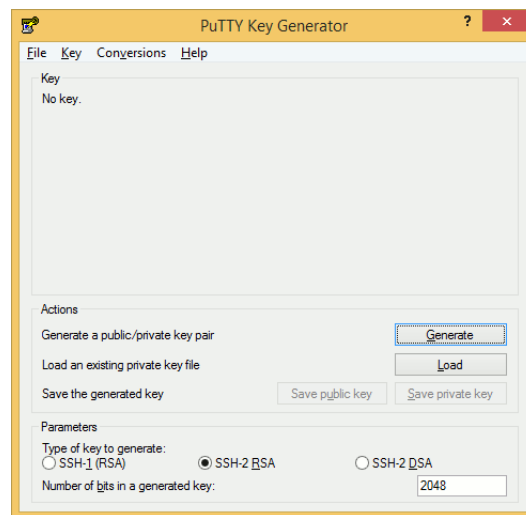 PuTTY Key Generator
? ×
File Key Conversions Help
Key
No key.
Actions
Generate a public/private key pair Generate
Load an existing private key file Load
Save the generated key Save public key Save private key
Parameters
Type of key to generate:
SSH-1 (RSA) SSH-2 RSA SSH-2 DSA
Number of bits in a generated key: 2048